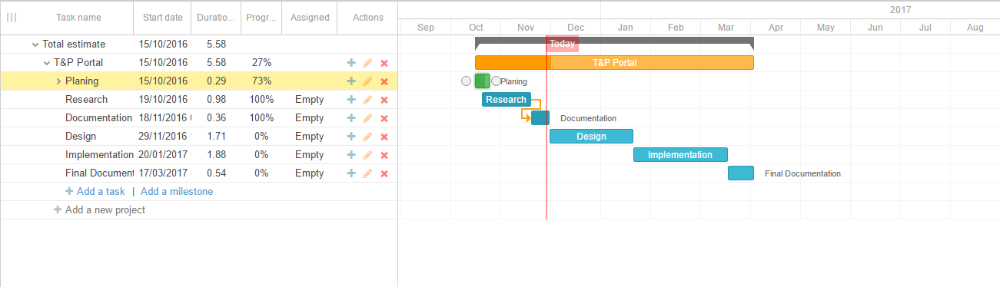 2017
Task name Start date Duratio... Progr... Assigned Actions
Sep Oct Nov Dec Jan Feb Mar Apr May Jun Jul Aug
Total estimate 15/10/2016 5.58 Today
T&P Portal 15/10/2016 5.58 27% T&P Portal
Planing 15/10/2016 0.29 73% Planing
Research 19/10/2016 0.98 100% Empty Research
Documentation 18/11/2016 0.36 100% Empty Documentation
Design 29/11/2016 1.71 0% Empty Design
Implementation 20/01/2017 1.88 0% Empty Implementation
Final Document 17/03/2017 0.54 0% Empty Final Documentation
Add a task | Add a milestone
Add a new project